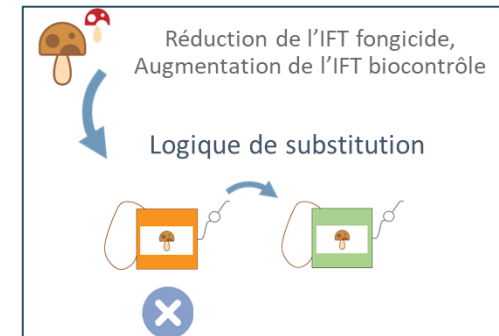 Réduction de l'IFT fongicide,
Augmentation de l'IFT biocontrôle
Logique de substitution